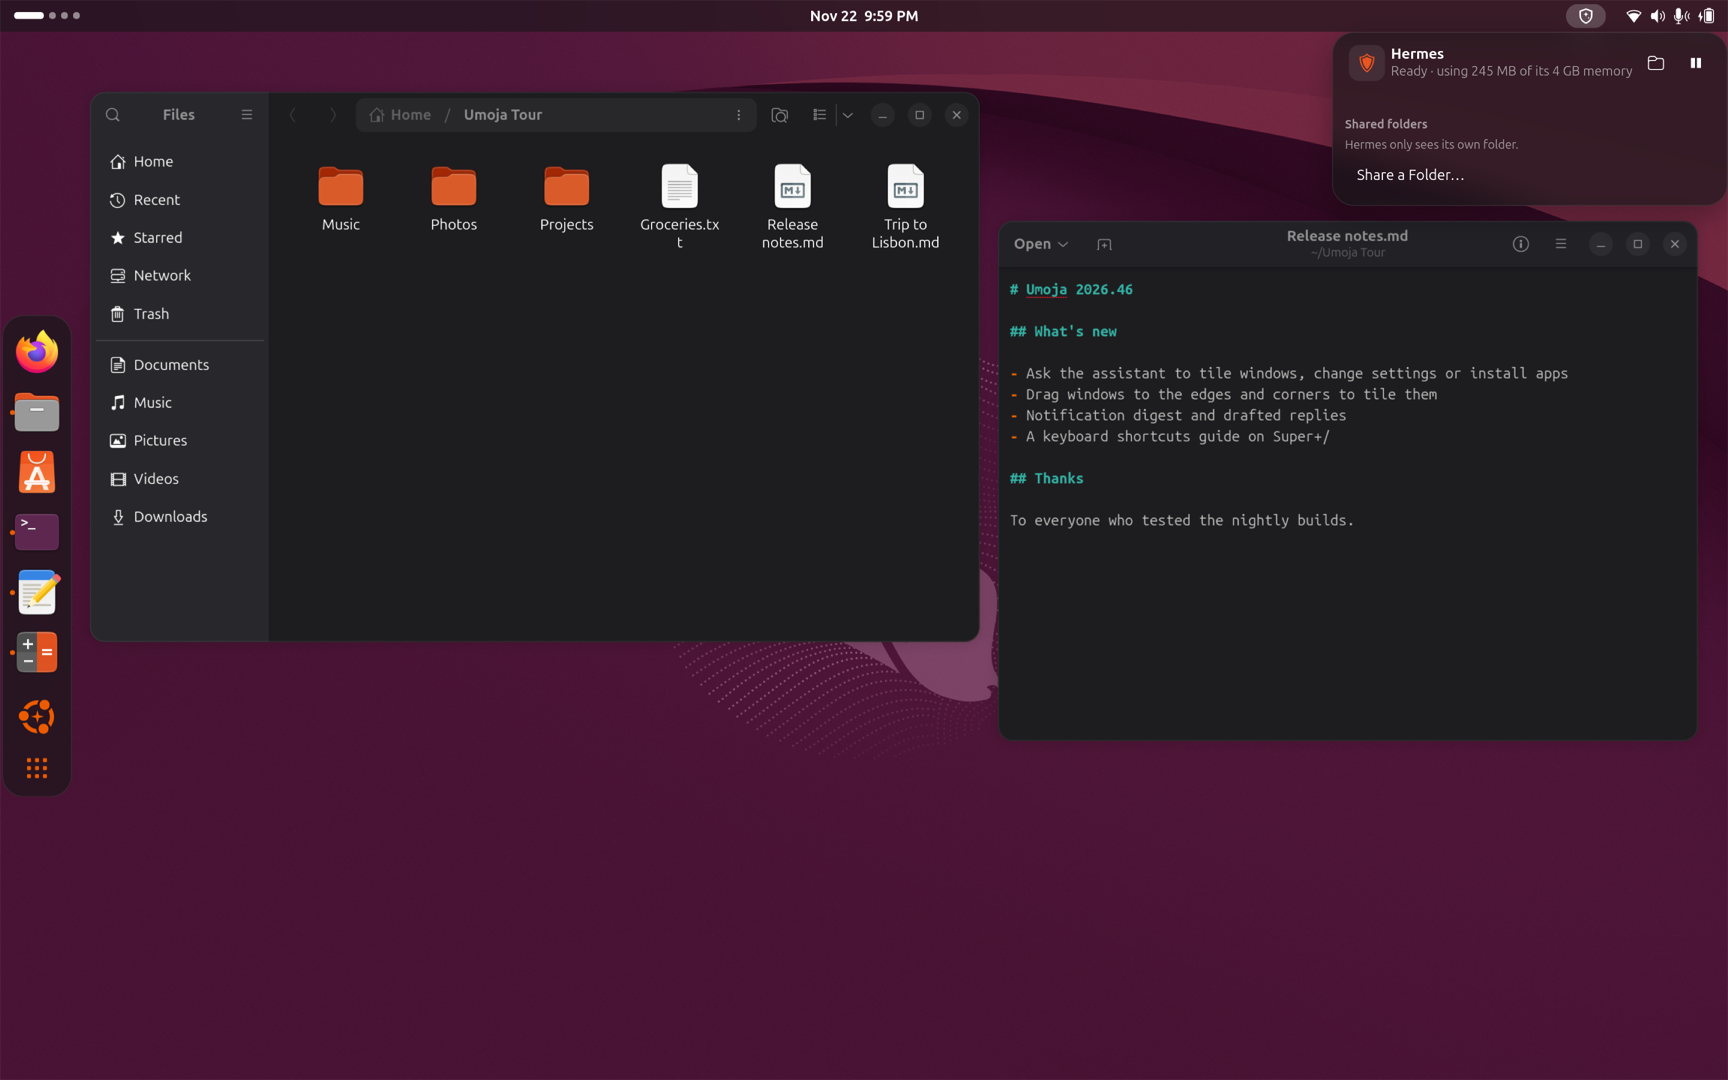 Nov 22 9:59 PM
Hermes
Ready · using 245 MB of its 4 GB memory
Shared folders
Hermes only sees its own folder.
Share a Folder…
Files
Home / Umoja Tour
Home
Recent
Starred
Network
Trash
Documents
Music
Pictures
Videos
Downloads
Music
Photos
Projects
Groceries.tx
t
Release
notes.md
Trip to
Lisbon.md
Open
Release notes.md
~/Umoja Tour
# Umoja 2026.46
## What's new
- Ask the assistant to tile windows, change settings or install apps
- Drag windows to the edges and corners to tile them
- Notification digest and drafted replies
- A keyboard shortcuts guide on Super+/
## Thanks
To everyone who tested the nightly builds.